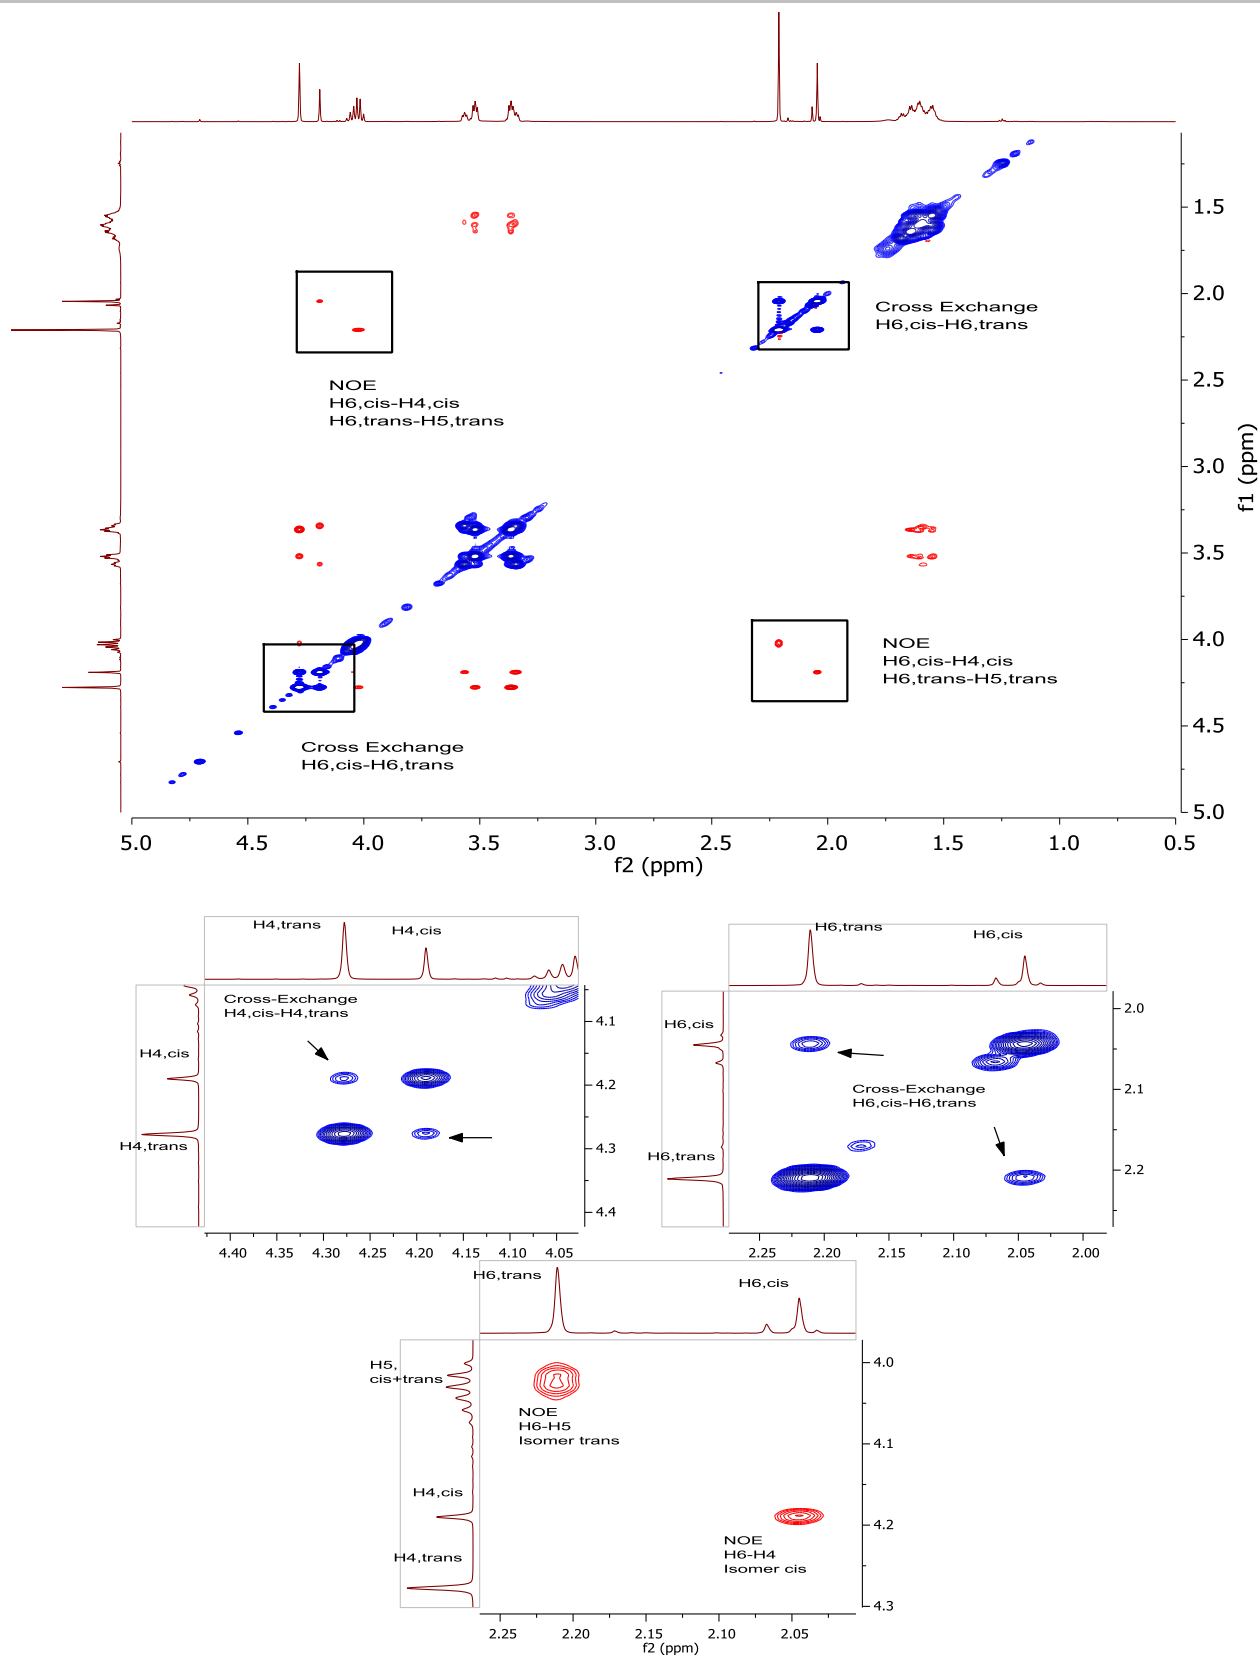 Cross Exchange
H6,cis-H6,trans
NOE
H6,cis-H4,cis
H6,trans-H5,trans
NOE
H6,cis-H4,cis
H6,trans-H5,trans
Cross Exchange
H6,cis-H6,trans
1.5
2.0
2.5
3.0
3.5
4.0
4.5
5.0
f1 (ppm)
5.0 4.5 4.0 3.5 3.0 2.5 2.0 1.5 1.0 0.5
f2 (ppm)
H4,trans
H4,cis
Cross-Exchange
H4,cis-H4,trans
H4,cis
H4,trans
4.1
4.2
4.3
4.4
4.40 4.35 4.30 4.25 4.20 4.15 4.10 4.05
H6,trans
H6,cis
H6,cis
Cross-Exchange
H6,cis-H6,trans
H6,trans
2.0
2.1
2.2
2.25 2.20 2.15 2.10 2.05 2.00
H6,trans
H6,cis
H5,
cis+trans
NOE
H6-H5
Isomer trans
H4,cis
NOE
H6-H4
Isomer cis
H4,trans
4.0
4.1
4.2
4.3
2.25 2.20 2.15 2.10 2.05
f2 (ppm)